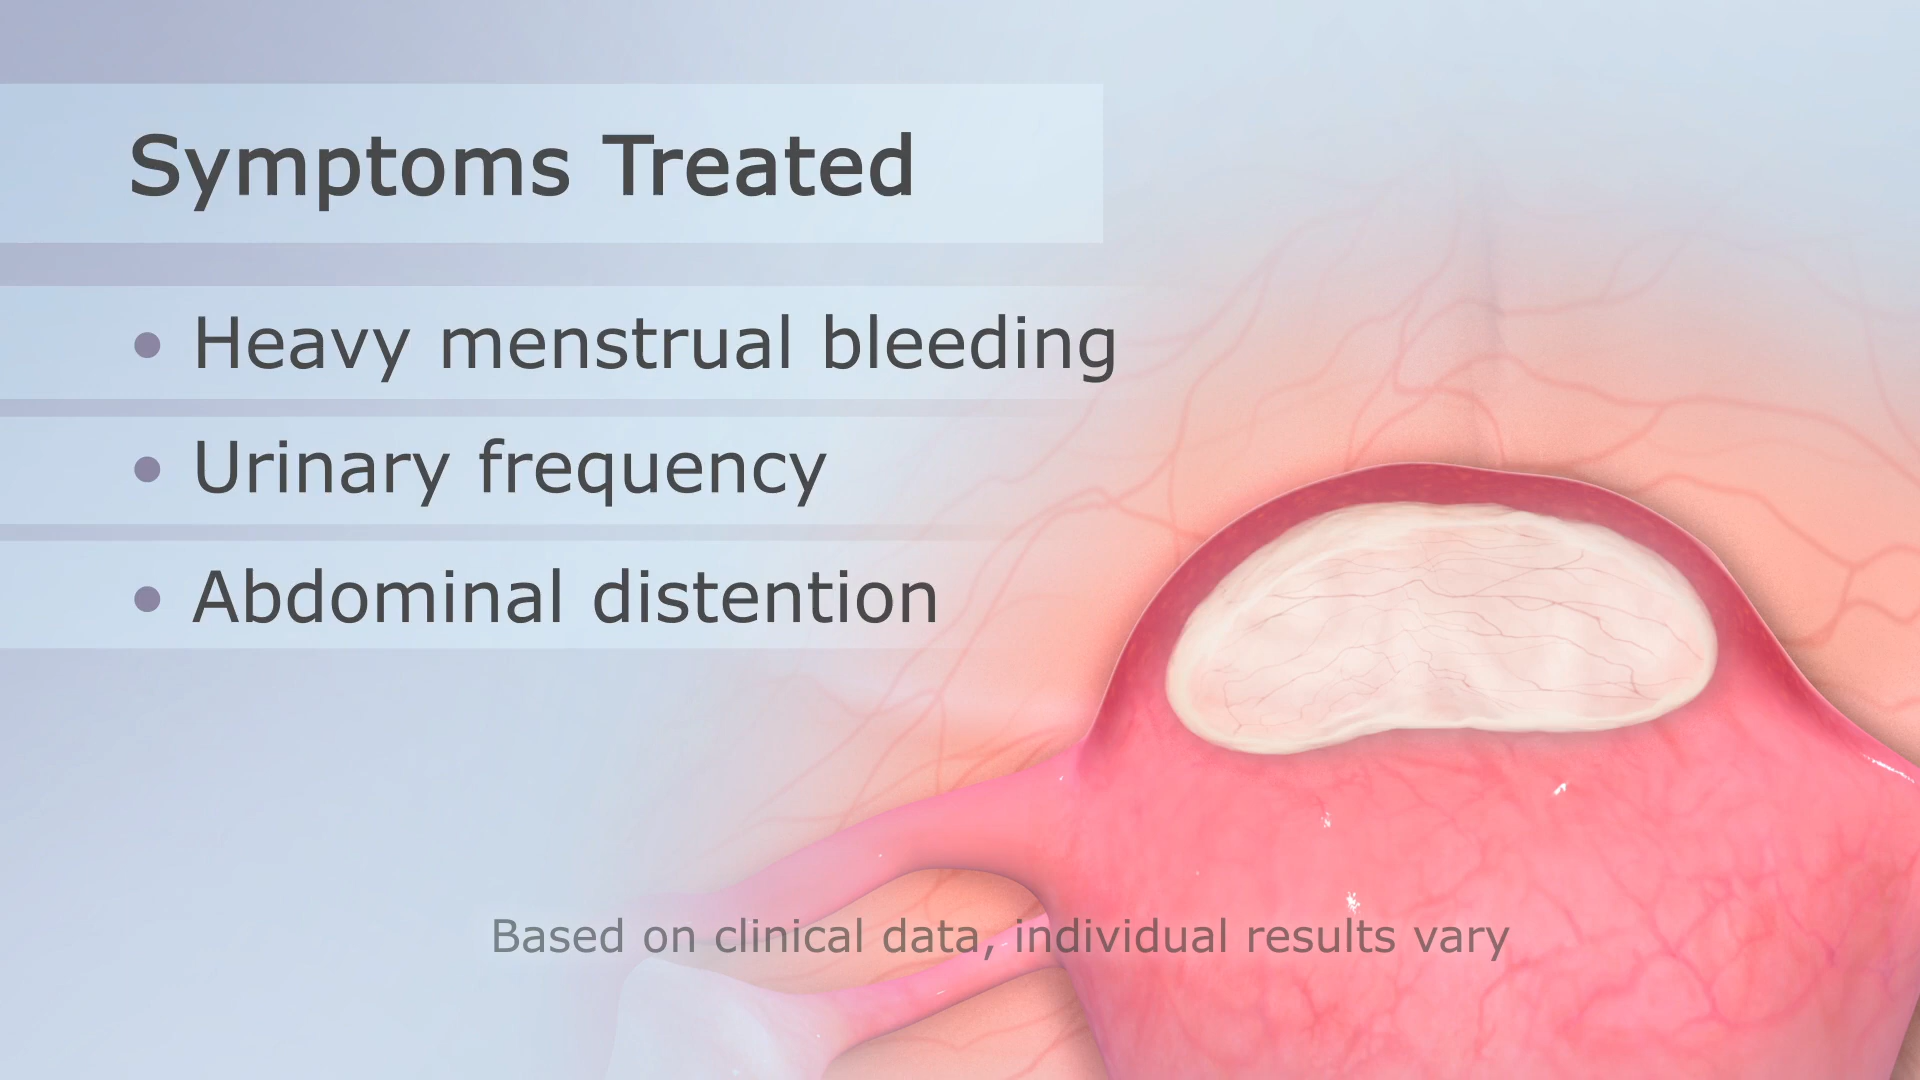 Symptoms Treated
• Heavy menstrual bleeding
• Urinary frequency
• Abdominal distention
Based on clinical data, individual results vary